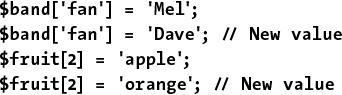 $band['fan'] = 'Mel';
$band['fan'] = 'Dave'; // New value
$fruit[2] = 'apple';
$fruit[2] = 'orange'; // New value